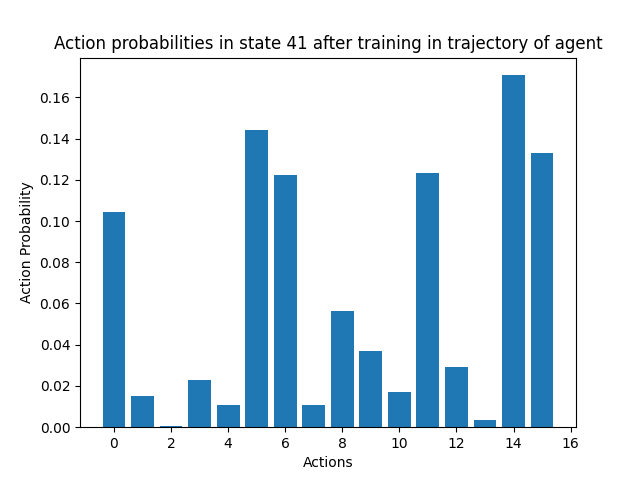 Action probabilities in state 41 after training in trajectory of agent
0.16
0.14
0.12
0.10
0.08
0.06
0.04
0.02
0.00
Action Probability
0 2 4 6 8 10 12 14 16
Actions